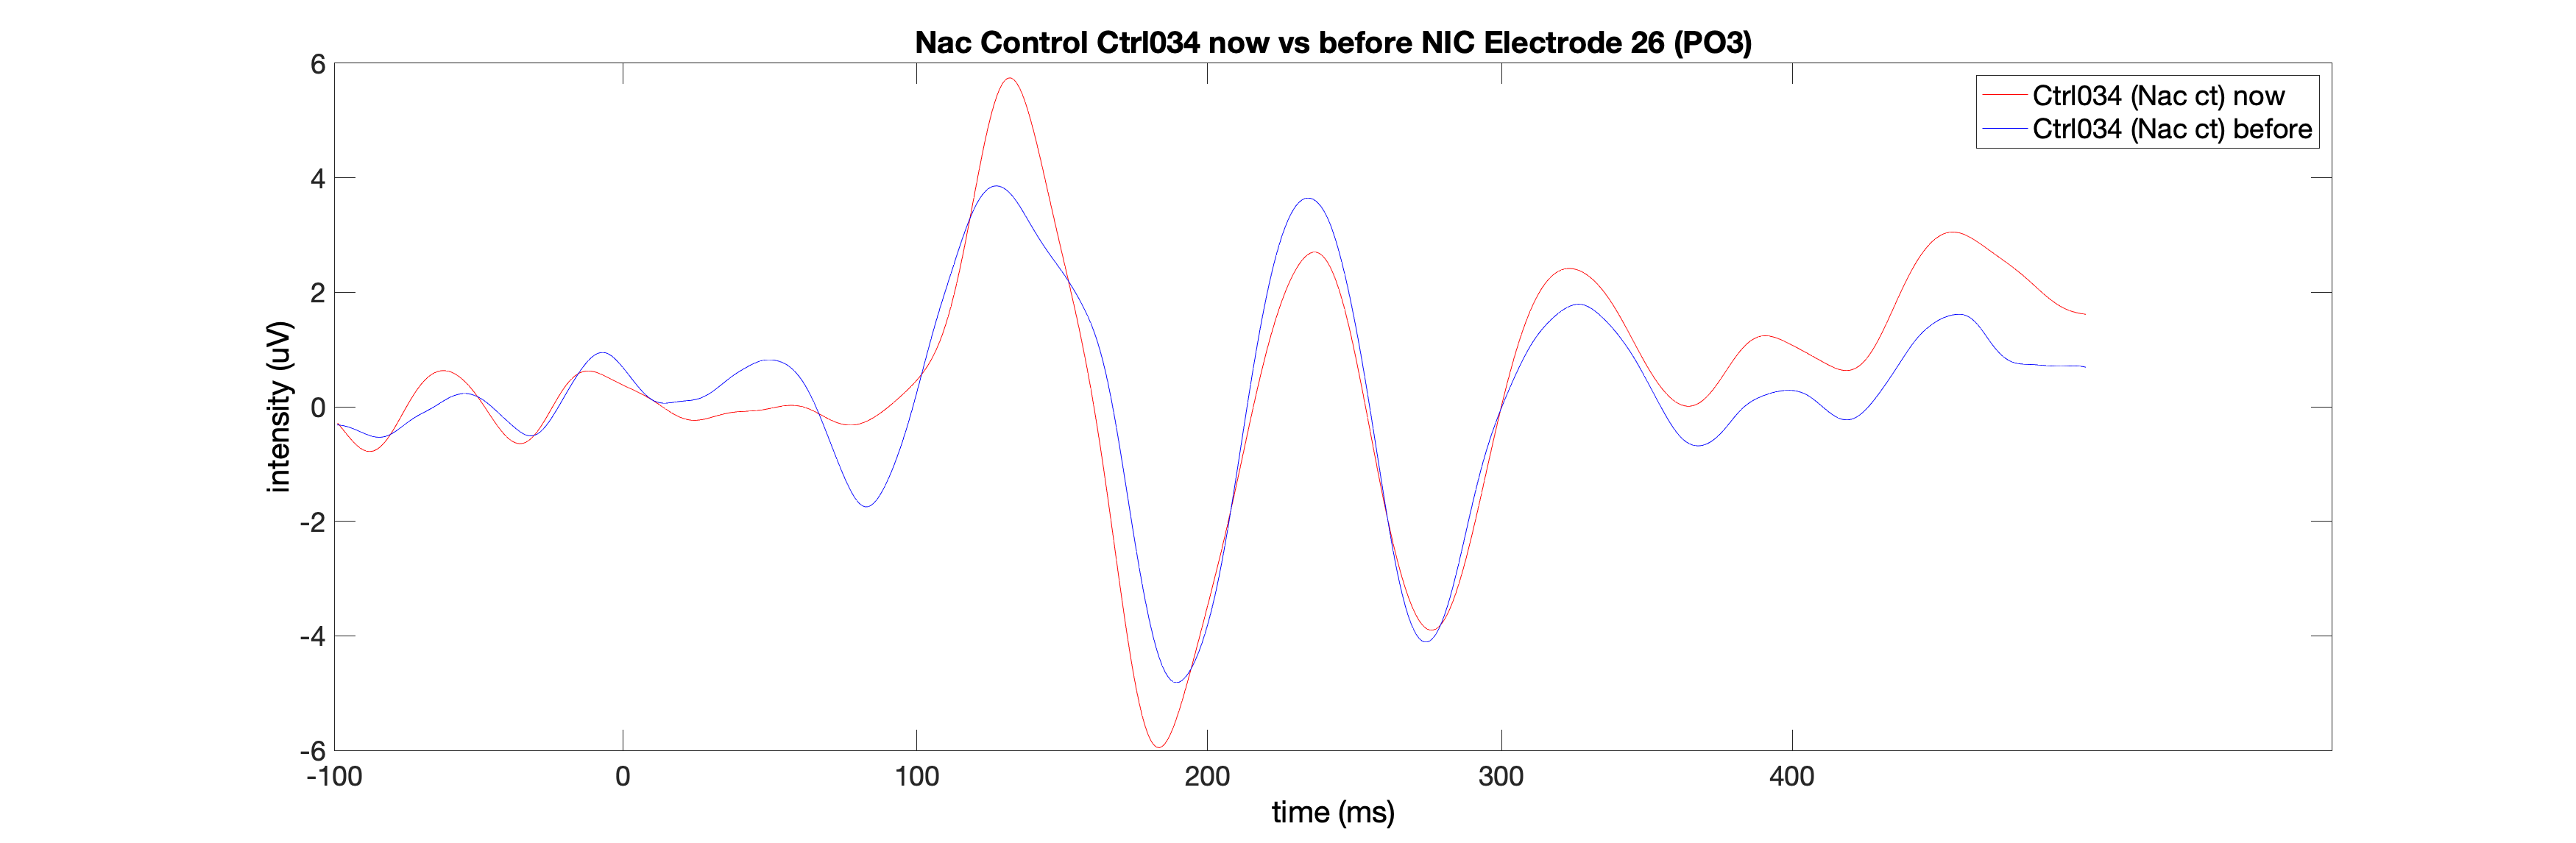 Nac Control Ctrl034 now vs before NIC Electrode 26 (PO3)
Ctrl034 (Nac ct) now
Ctrl034 (Nac ct) before
6
4
2
0
-2
-4
-6
intensity (uV)
-100 0 100 200 300 400
time (ms)